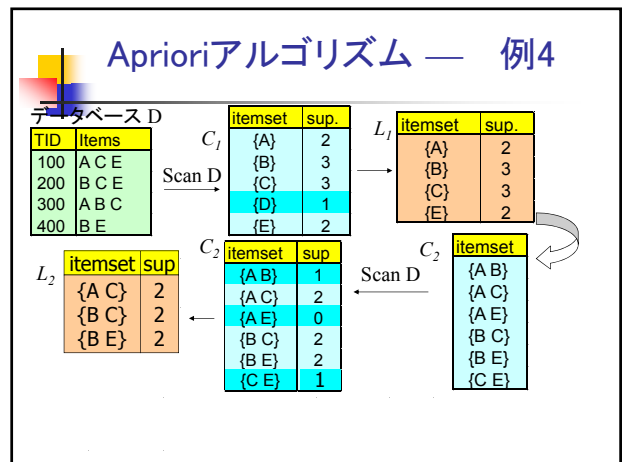 Aprioriアルゴリズム — 例4
データベース D
TID Items
100 A C E
200 B C E
300 A B C
400 B E
Scan D
C1
itemset sup.
{A} 2
{B} 3
{C} 3
{D} 1
{E} 2
L1
itemset sup.
{A} 2
{B} 3
{C} 3
{E} 2
C2
itemset
{A B}
{A C}
{A E}
{B C}
{B E}
{C E}
Scan D
C2
itemset sup
{A B} 1
{A C} 2
{A E} 0
{B C} 2
{B E} 2
{C E} 1
L2
itemset sup
{A C} 2
{B C} 2
{B E} 2